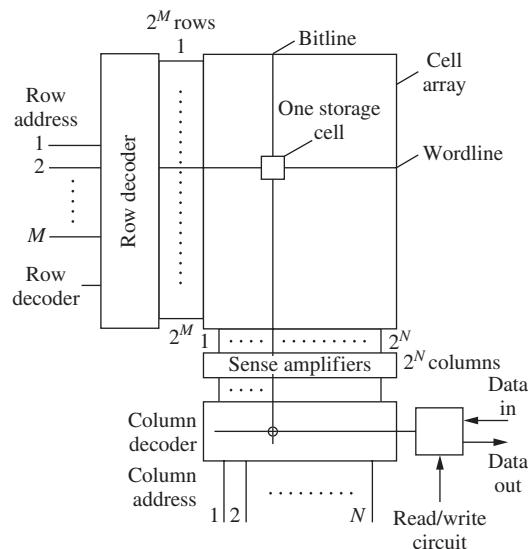 2^M rows
1
Bitline
Cell
array
Row
address
1
2
M
Row
decoder
Row decoder
One storage
cell
Wordline
2^M
1
2^N
Sense amplifiers
2^N columns
Column
decoder
Data
in
Data
out
Column
address
1
2
N
Read/write
circuit